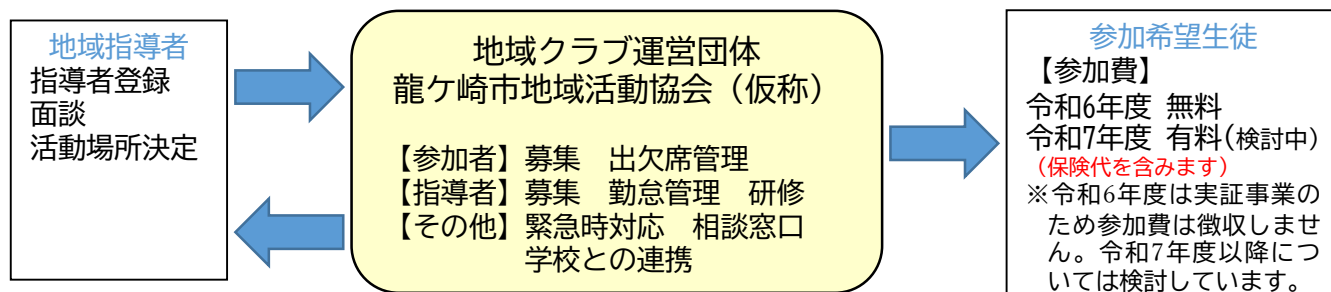 地域指導者
指導者登録
面談
活動場所決定
地域クラブ運営団体
龍ケ崎市地域活動協会（仮称）
【参加者】募集　出欠席管理
【指導者】募集　勤怠管理　研修
【その他】緊急時対応　相談窓口
学校との連携
参加希望生徒
【参加費】
令和6年度 無料
令和7年度 有料(検討中)
（保険代を含みます）
※令和6年度は実証事業の
ため参加費は徴収しませ
ん。令和7年度以降につ
いては検討しています。